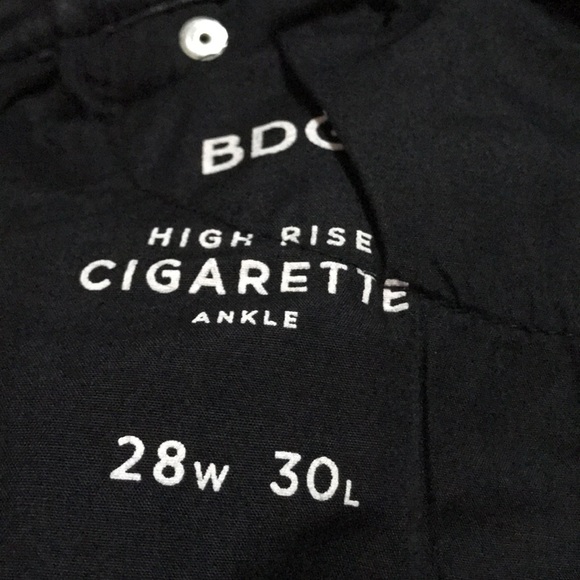 BDG
HIGH RISE
CIGARETTE
ANKLE
28W 30L